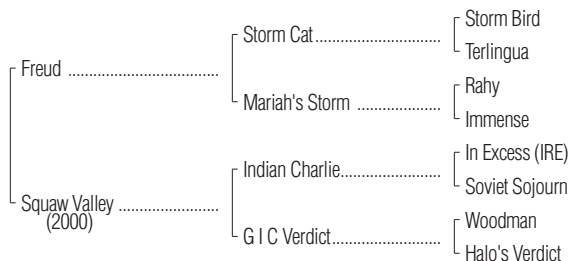 Storm Bird
Storm Cat
Terlingua
Freud
Rahy
Mariah's Storm
Immense
In Excess (IRE)
Indian Charlie
Soviet Sojourn
Squaw Valley
(2000)
Woodman
G I C Verdict
Halo's Verdict